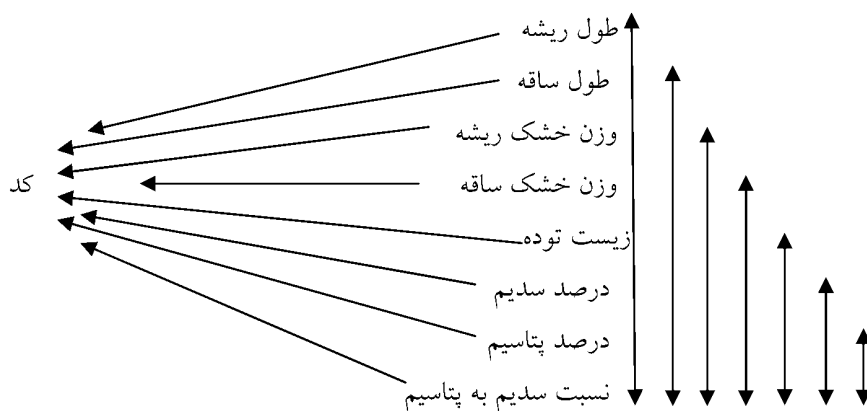 طول ریشه
طول ساقه
وزن خشک ریشه
وزن خشک ساقه
کد
زیست توده
درصد سدیم
درصد پتاسیم
نسبت سدیم به پتاسیم